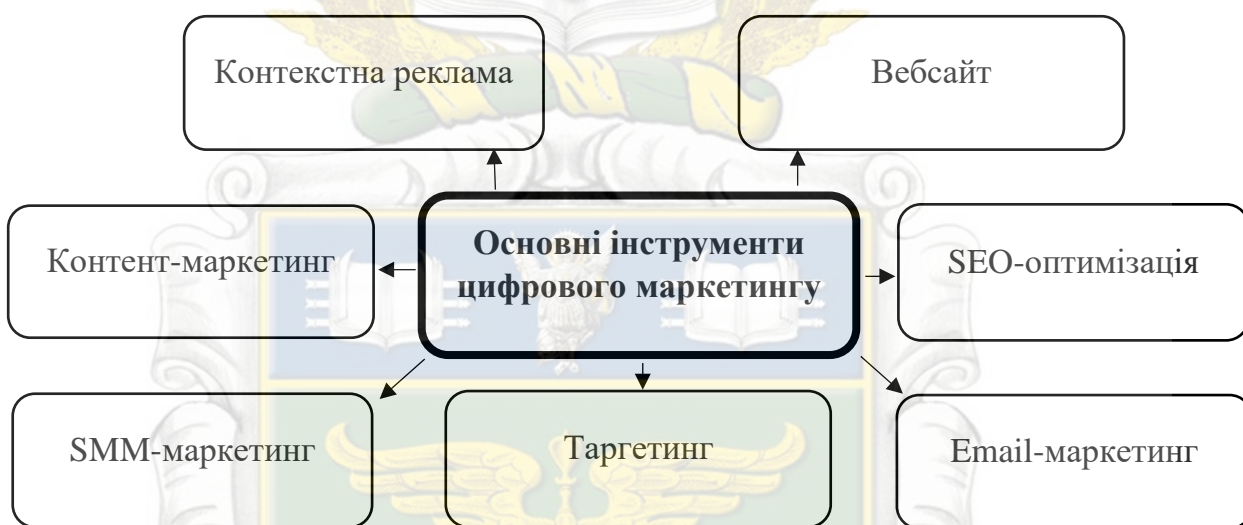 Контекстна реклама
Вебсайт
Контент-маркетинг
Основні інструменти
цифрового маркетингу
SEO-оптимізація
SMM-маркетинг
Таргетинг
Email-маркетинг